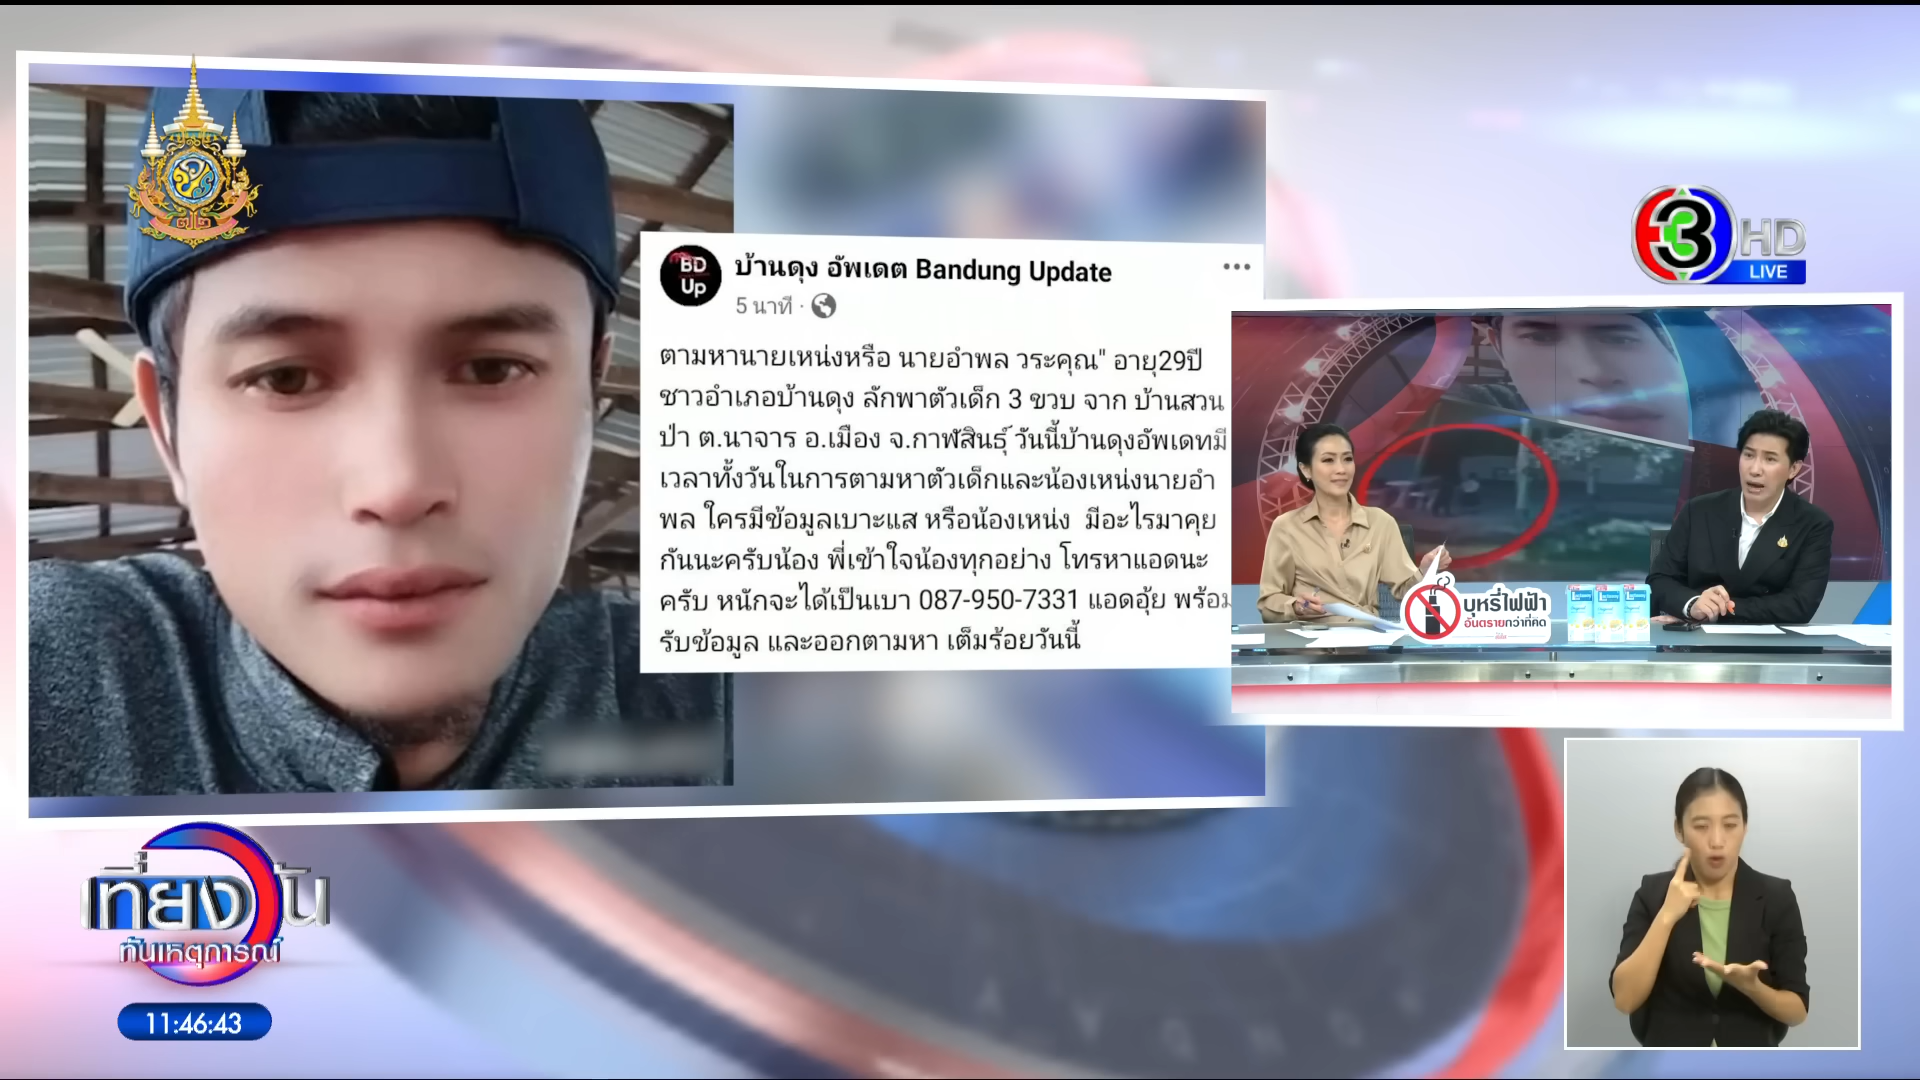 3 HD
LIVE
BD
Up
บ้านดุง อัพเดต Bandung Update
5 นาที ·
ตามหานายเหน่งหรือ นายอำพล วระคุณ" อายุ29ปี
ชาวอำเภอบ้านดุง ลักพาตัวเด็ก 3 ขวบ จาก บ้านสวน
ป่า ต.นาจาร อ.เมือง จ.กาฬสินธุ์ วันนี้บ้านดุงอัพเดทมี
เวลาทั้งวันในการตามหาตัวเด็กและน้องเหน่งนายอำ
พล ใครมีข้อมูลเบาะแส หรือน้องเหน่ง มีอะไรมาคุย
กันนะครับน้อง พี่เข้าใจน้องทุกอย่าง โทรหาแอดนะ
ครับ หนักจะได้เป็นเบา 087-950-7331 แอดอุ้ย พร้อม
รับข้อมูล และออกตามหา เต็มร้อยวันนี้
บุหรี่ไฟฟ้า
อันตรายกว่าที่คิด
เที่ยงวัน
ทันเหตุการณ์
11:46:43